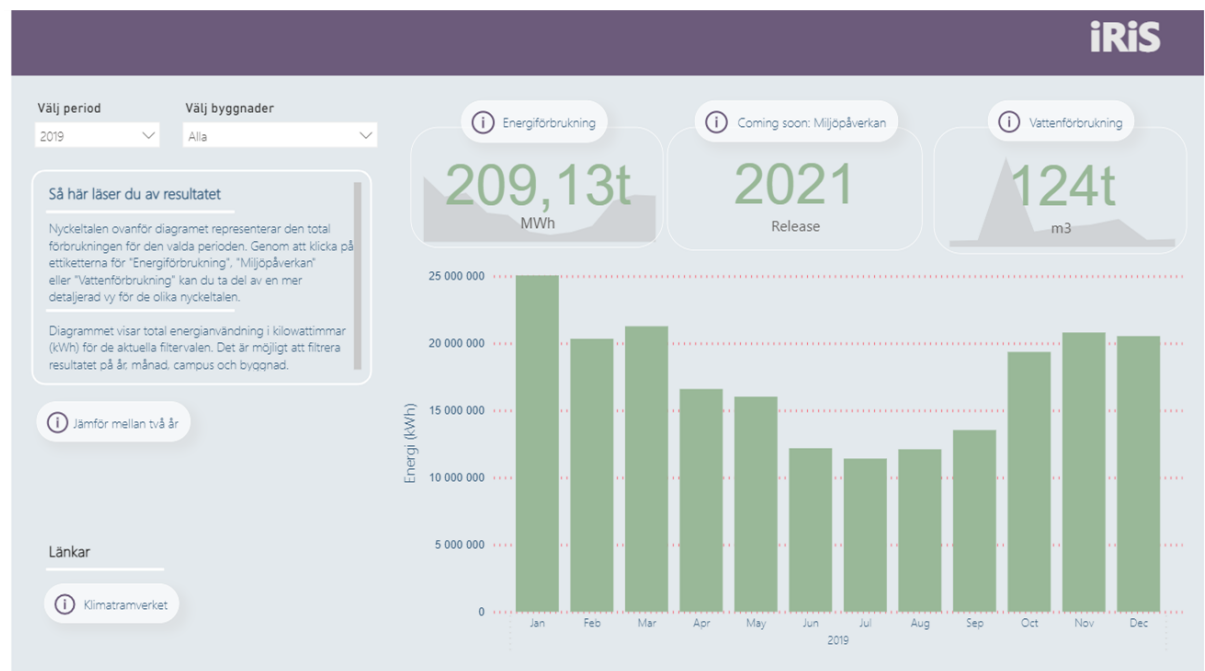 iRiS
Välj period
Välj byggnader
2019
Alla
Så här läser du av resultatet
Nyckeltalen ovanför diagramet representerar den total
förbrukningen för den valda perioden. Genom att klicka på
ettiketterna för "Energiförbrukning", "Miljöpåverkan"
eller "Vattenförbrukning" kan du ta del av en mer
detaljerad vy för de olika nyckeltalen.
Diagrammet visar total energianvändning i kilowattimmar
(kWh) för de aktuella filtervalen. Det är möjligt att filtrera
resultatet på år, månad, campus och byggnad.
Jämför mellan två år
Länkar
Klimatramverket
Energiförbrukning
209,13t
MWh
Coming soon: Miljöpåverkan
2021
Release
Vattenförbrukning
124t
m3
Energi (kWh)
25 000 000
20 000 000
15 000 000
10 000 000
5 000 000
0
Jan Feb Mar Apr May Jun Jul Aug Sep Oct Nov Dec
2019